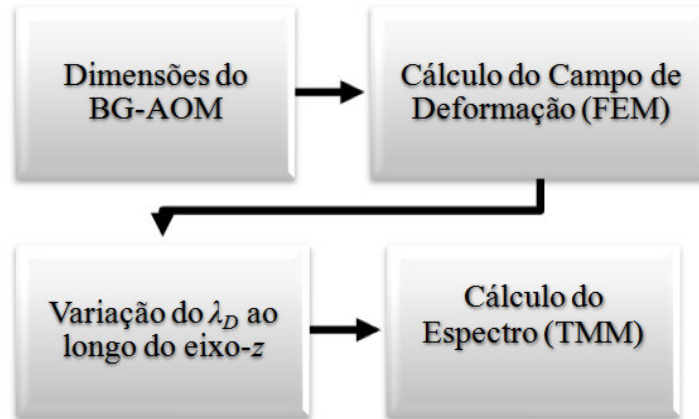 Dimensões do
BG-AOM
Cálculo do Campo de
Deformação (FEM)
Variação do λD ao
longo do eixo-z
Cálculo do
Espectro (TMM)